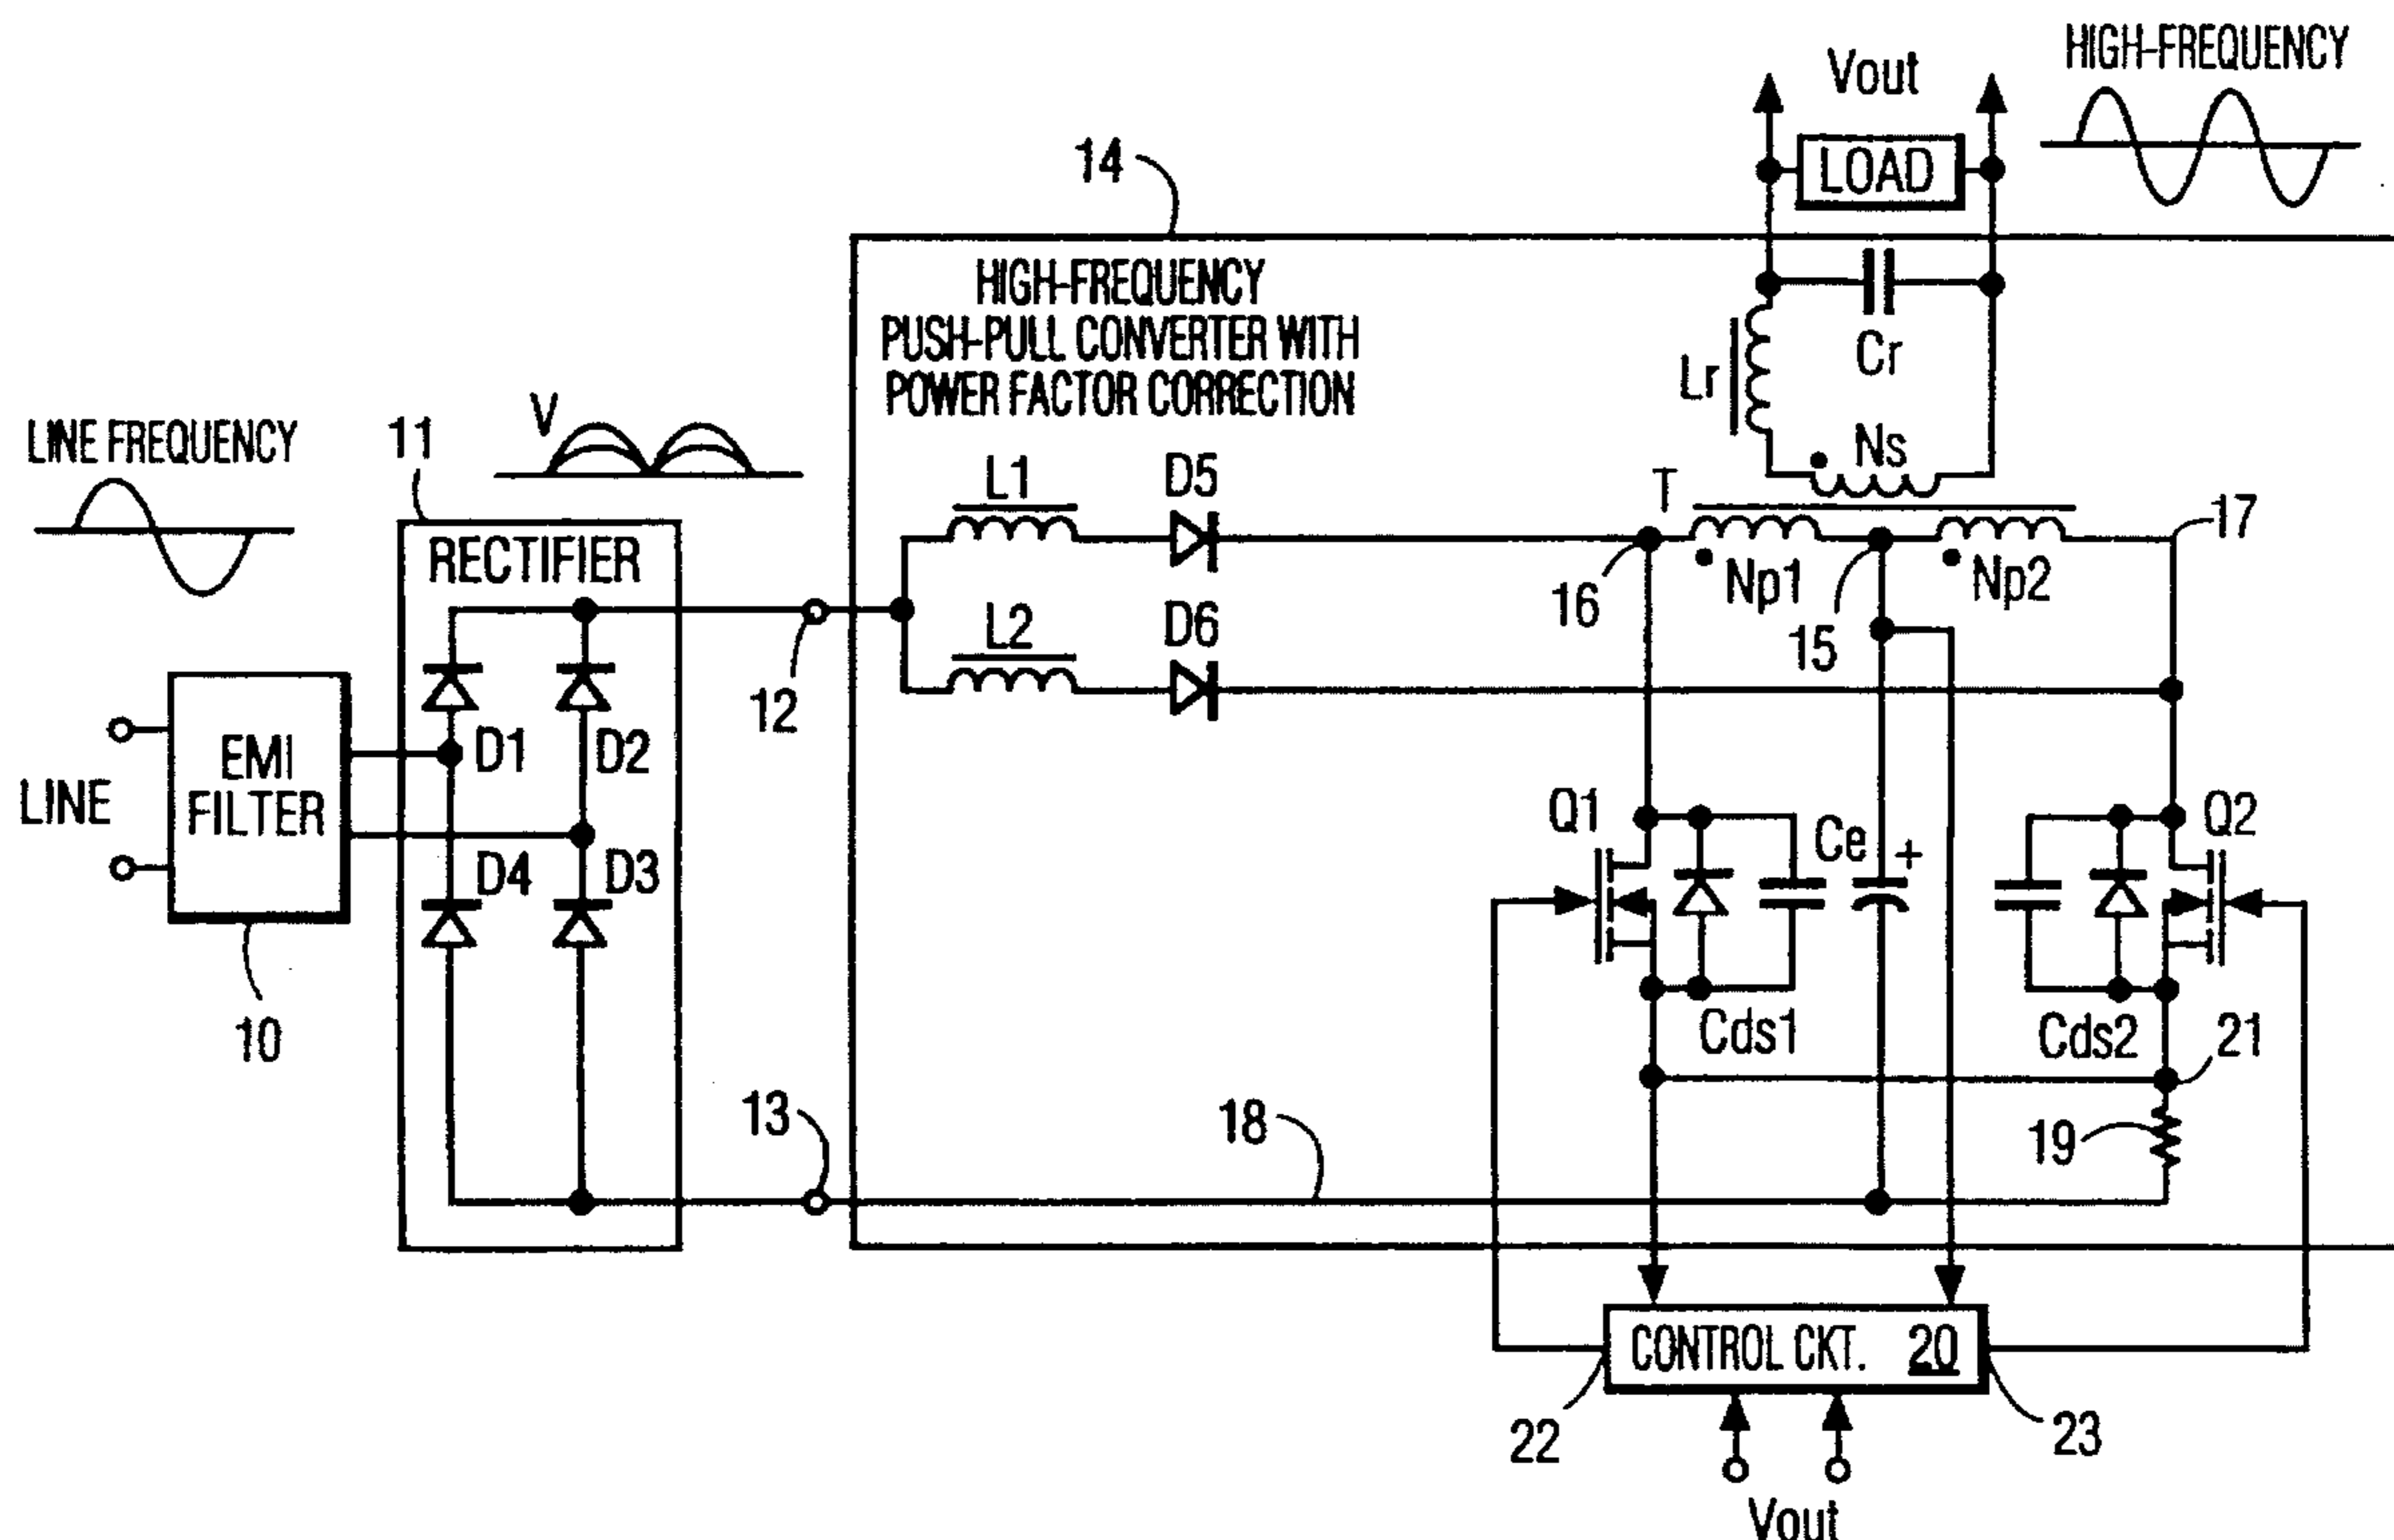 HIGH-FREQUENCY
Vout
LOAD
14
HIGH-FREQUENCY
PUSH-PULL CONVERTER WITH
POWER FACTOR CORRECTION
Cr
Lr
Ns
T
LINE FREQUENCY
11
V
L1
D5
17
RECTIFIER
16
Np1
15
Np2
L2
D6
12
EMI
FILTER
LINE
D1
D2
D4
D3
10
Q1
Ce
+
Q2
Cds1
Cds2
21
13
18
19
CONTROL CKT. 20
22
23
Vout